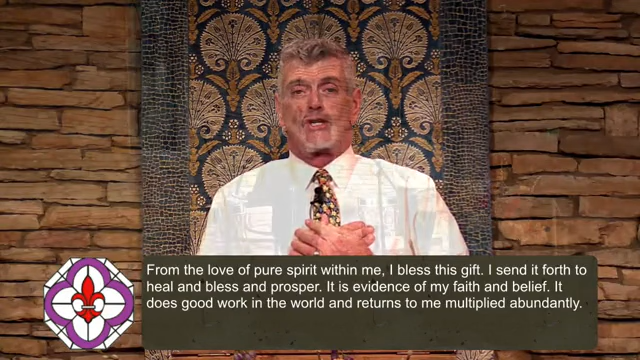 From the love of pure spirit within me, I bless this gift. I send it forth to
heal and bless and prosper. It is evidence of my faith and belief. It
does good work in the world and returns to me multiplied abundantly.